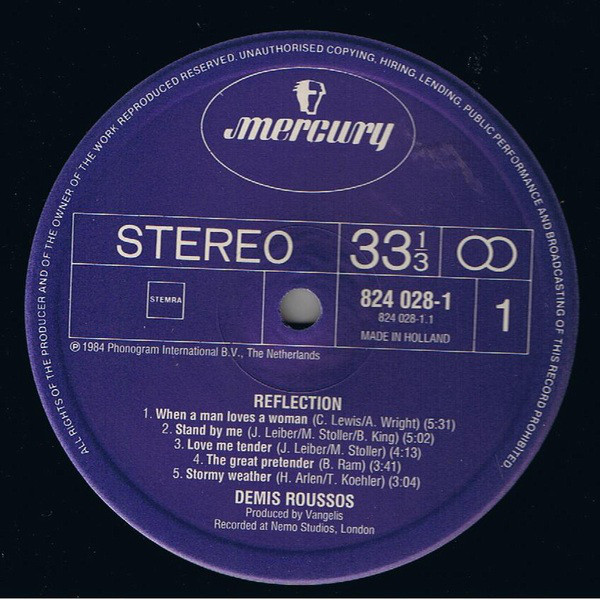 ALL RIGHTS OF THE PRODUCER AND OF THE OWNER OF THE WORK REPRODUCED RESERVED. UNAUTHORISED COPYING, HIRING, LENDING, PUBLIC PERFORMANCE AND BROADCASTING OF THIS RECORD PROHIBITED.
mercury
STEREO
33 1/3
STEMRA
824 028-1
824 028-1.1
MADE IN HOLLAND
1
℗ 1984 Phonogram International B.V., The Netherlands
REFLECTION
1. When a man loves a woman (C. Lewis/A. Wright) (5:31)
2. Stand by me (J. Leiber/M. Stoller/B. King) (5:02)
3. Love me tender (J. Leiber/M. Stoller) (4:13)
4. The great pretender (B. Ram) (3:41)
5. Stormy weather (H. Arlen/T. Koehler) (3:04)
DEMIS ROUSSOS
Produced by Vangelis
Recorded at Nemo Studios, London